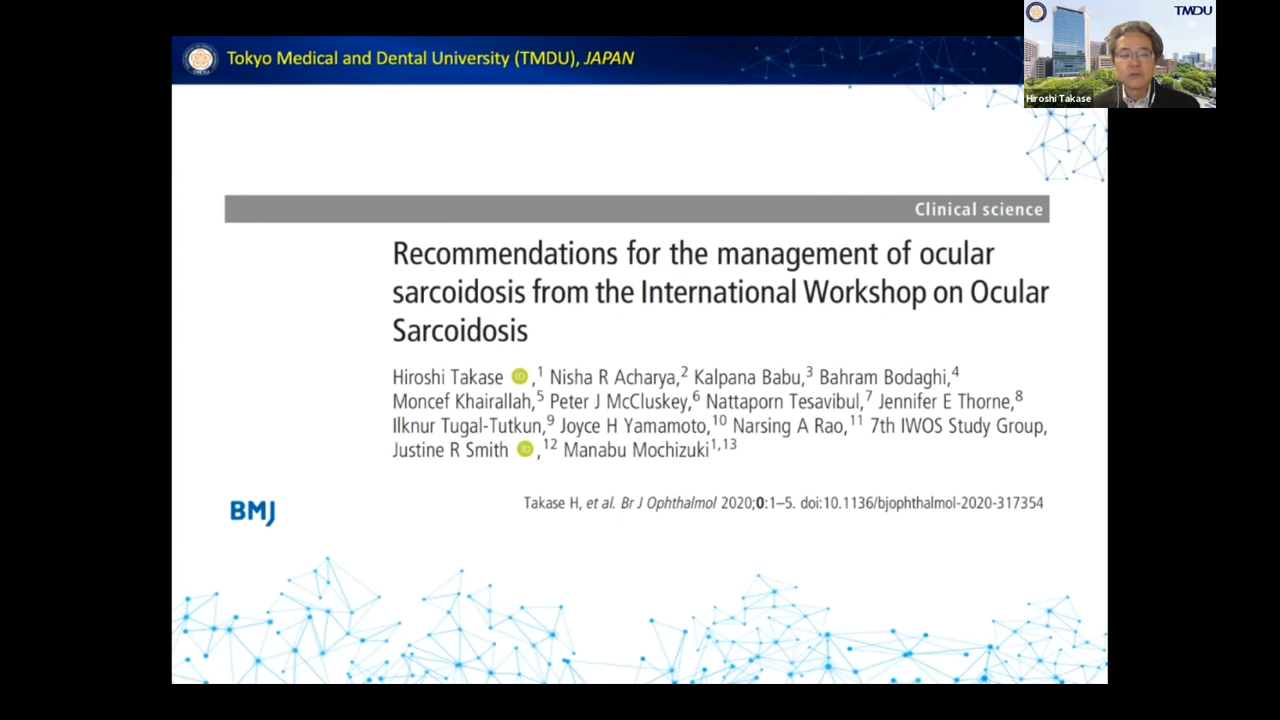 TMDU
Hiroshi Takase
Tokyo Medical and Dental University (TMDU), JAPAN
Clinical science
Recommendations for the management of ocular
sarcoidosis from the International Workshop on Ocular
Sarcoidosis
Hiroshi Takase iD ,1 Nisha R Acharya,2 Kalpana Babu,3 Bahram Bodaghi,4
Moncef Khairallah,5 Peter J McCluskey,6 Nattaporn Tesavibul,7 Jennifer E Thorne,8
Ilknur Tugal-Tutkun,9 Joyce H Yamamoto,10 Narsing A Rao,11 7th IWOS Study Group,
Justine R Smith iD ,12 Manabu Mochizuki1,13
BMJ
Takase H, et al. Br J Ophthalmol 2020;0:1–5. doi:10.1136/bjophthalmol-2020-317354